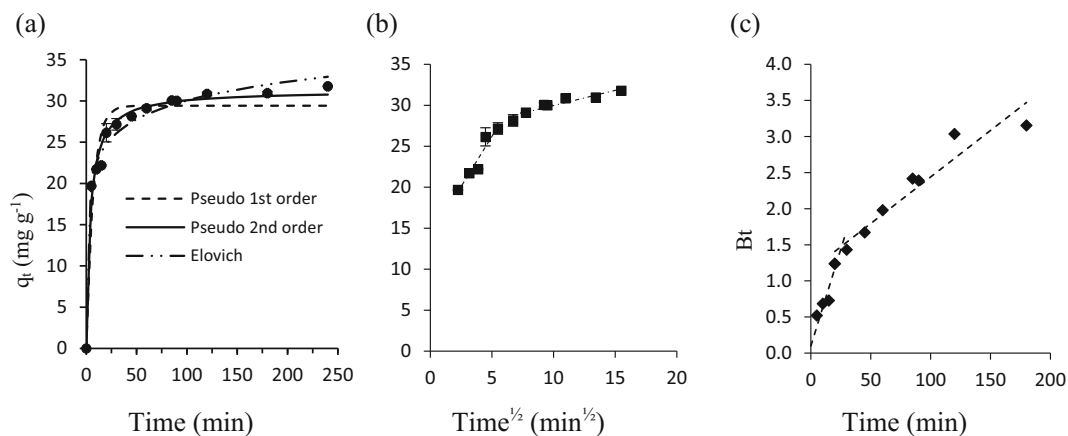 (a)
35
30
25
20
15
10
5
0
qt (mg g-1)
Pseudo 1st order
Pseudo 2nd order
Elovich
0 50 100 150 200 250
Time (min)
(b)
35
30
25
20
15
10
5
0
0 5 10 15 20
Time½ (min½)
(c)
4.0
3.5
3.0
2.5
2.0
1.5
1.0
0.5
0.0
Bt
0 50 100 150 200
Time (min)